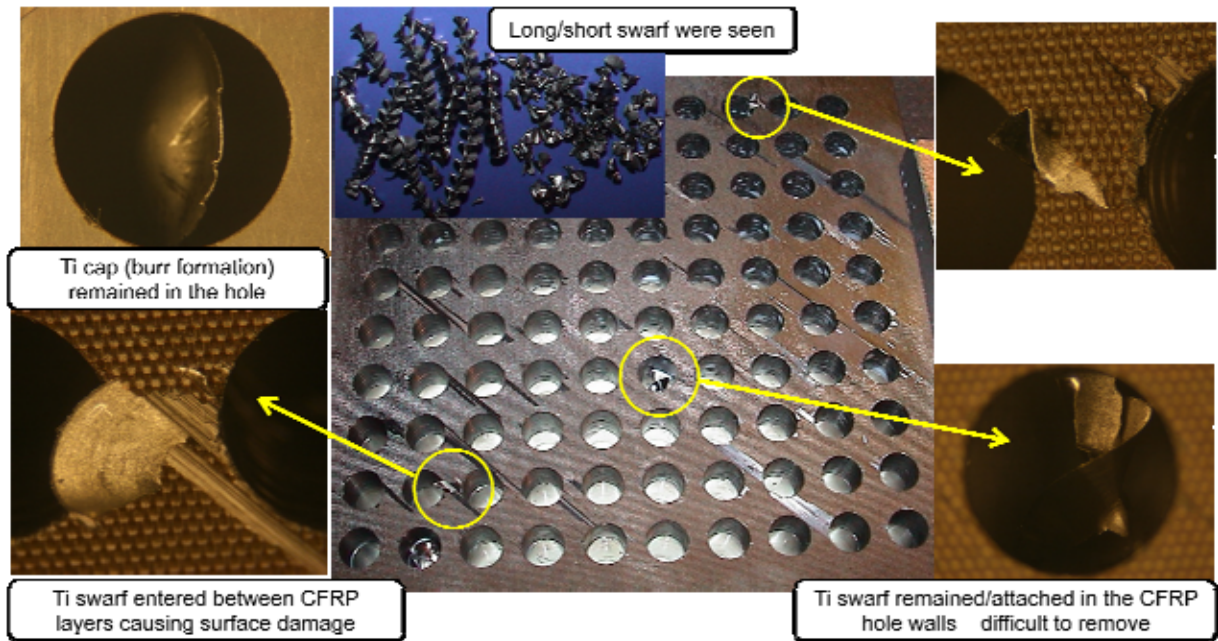 Long/short swarf were seen
Ti cap (burr formation)
remained in the hole
Ti swarf entered between CFRP
layers causing surface damage
Ti swarf remained/attached in the CFRP
hole walls difficult to remove